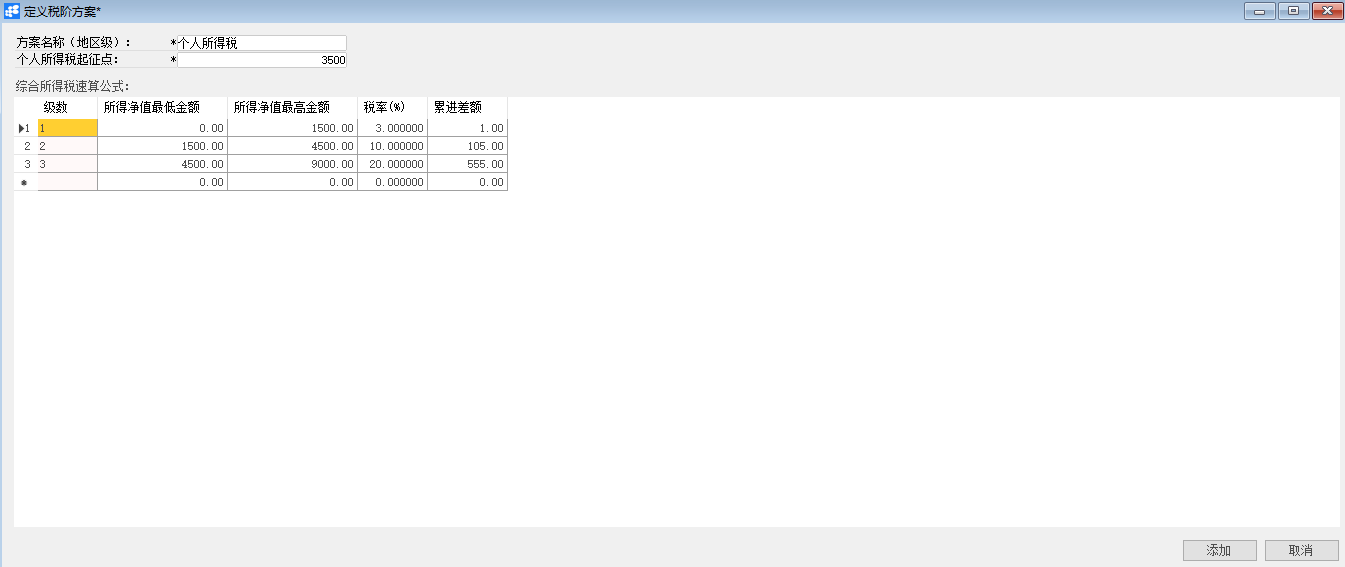 定义税阶方案*
方案名称（地区级）： *个人所得税
个人所得税起征点： *3500
综合所得税速算公式：
级数 所得净值最低金额 所得净值最高金额 税率(%) 累进差额
1 1 0.00 1500.00 3.000000 1.00
2 2 1500.00 4500.00 10.000000 105.00
3 3 4500.00 9000.00 20.000000 555.00
0.00 0.00 0.000000 0.00
添加 取消